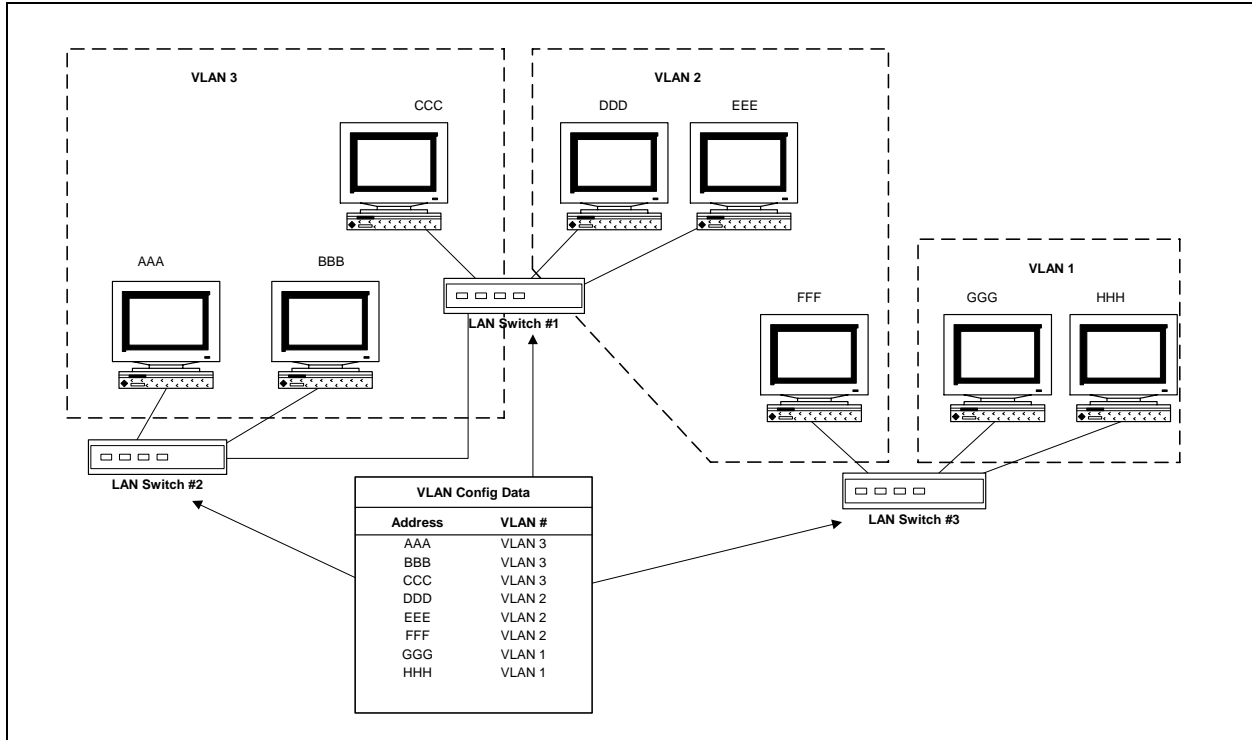 VLAN 3
VLAN 2
CCC
DDD
EEE
AAA
BBB
VLAN 1
FFF
GGG
HHH
LAN Switch #1
LAN Switch #2
LAN Switch #3
VLAN Config Data
Address VLAN #
AAA VLAN 3
BBB VLAN 3
CCC VLAN 3
DDD VLAN 2
EEE VLAN 2
FFF VLAN 2
GGG VLAN 1
HHH VLAN 1